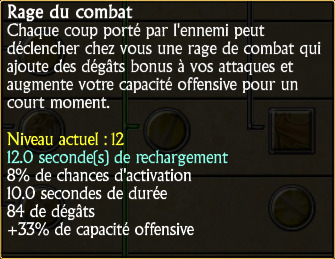 Rage du combat
Chaque coup porté par l'ennemi peut
déclencher chez vous une rage de combat qui
ajoute des dégâts bonus à vos attaques et
augmente votre capacité offensive pour un
court moment.
Niveau actuel : 12
12.0 seconde(s) de rechargement
8% de chances d'activation
10.0 secondes de durée
84 de dégâts
+33% de capacité offensive